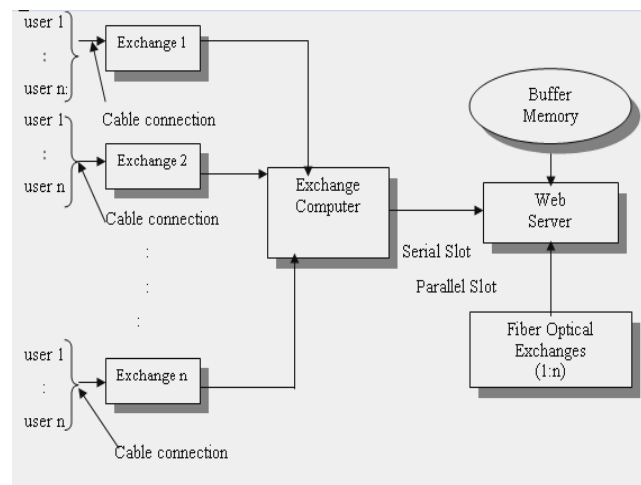 user 1
:
user n:
Exchange 1
Cable connection
user 1
:
user n
Exchange 2
Cable connection
:
:
:
user 1
:
user n
Exchange n
Cable connection
Exchange
Computer
Serial Slot
Parallel Slot
Buffer
Memory
Web
Server
Fiber Optical
Exchanges
(1:n)